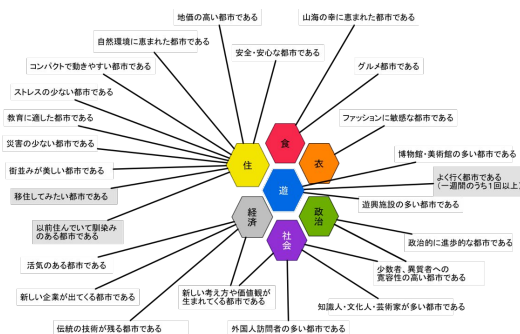 地価の高い都市である
山海の幸に恵まれた都市である
自然環境に恵まれた都市である
安全・安心な都市である
コンパクトで動きやすい都市である
グルメ都市である
ストレスの少ない都市である
教育に適した都市である
ファッションに敏感な都市である
災害の少ない都市である
食
住
衣
博物館・美術館の多い都市である
街並みが美しい都市である
よく行く都市である
(一週間のうち1回以上)
移住してみたい都市である
遊
遊興施設の多い都市である
以前住んでいて馴染み
のある都市である
経済
政治
社会
政治的に進歩的な都市である
活気のある都市である
少数者、異質者への
寛容性の高い都市である
新しい企業が出てくる都市である
新しい考え方や価値観が
生まれてくる都市である
知識人・文化人・芸術家が多い都市である
伝統の技術が残る都市である
外国人訪問者の多い都市である